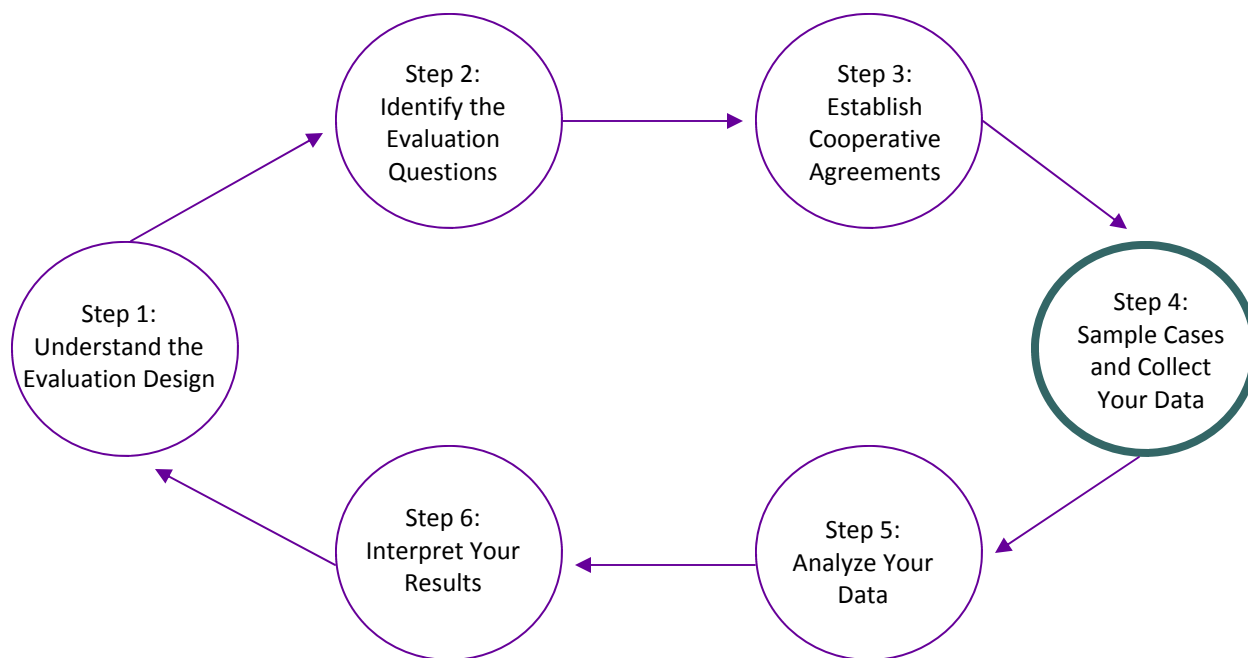 Step 1:
Understand the
Evaluation Design
Step 2:
Identify the
Evaluation
Questions
Step 3:
Establish
Cooperative
Agreements
Step 4:
Sample Cases
and Collect
Your Data
Step 5:
Analyze Your
Data
Step 6:
Interpret Your
Results